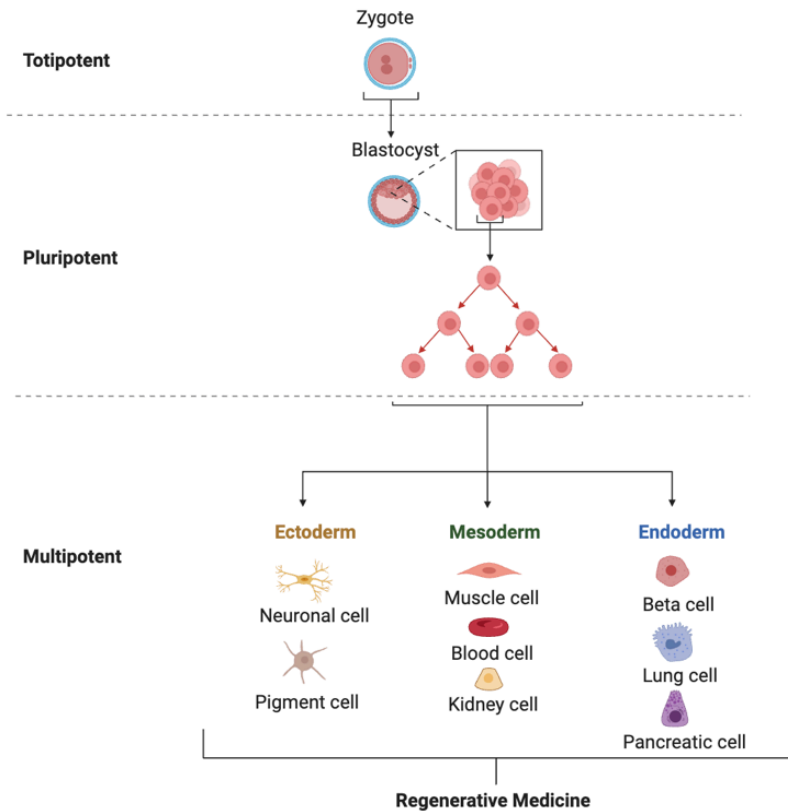 Zygote
Totipotent
Blastocyst
Pluripotent
Ectoderm
Mesoderm
Endoderm
Multipotent
Neuronal cell
Muscle cell
Beta cell
Blood cell
Lung cell
Pigment cell
Kidney cell
Pancreatic cell
Regenerative Medicine